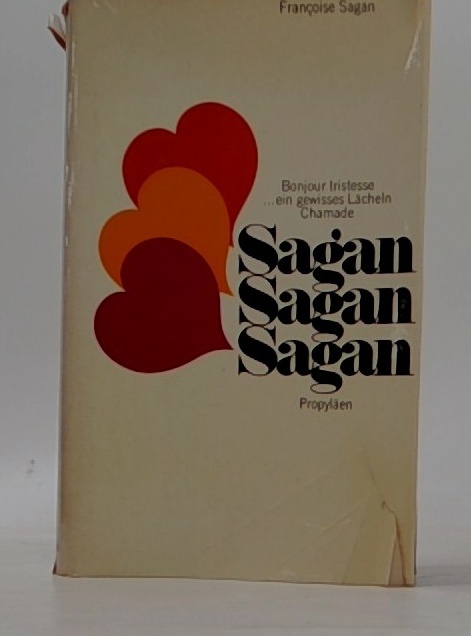 Françoise Sagan
Bonjour Tristesse
...ein gewisses Lächeln
Chamade
Sagan
Sagan
Sagan
Propyläen